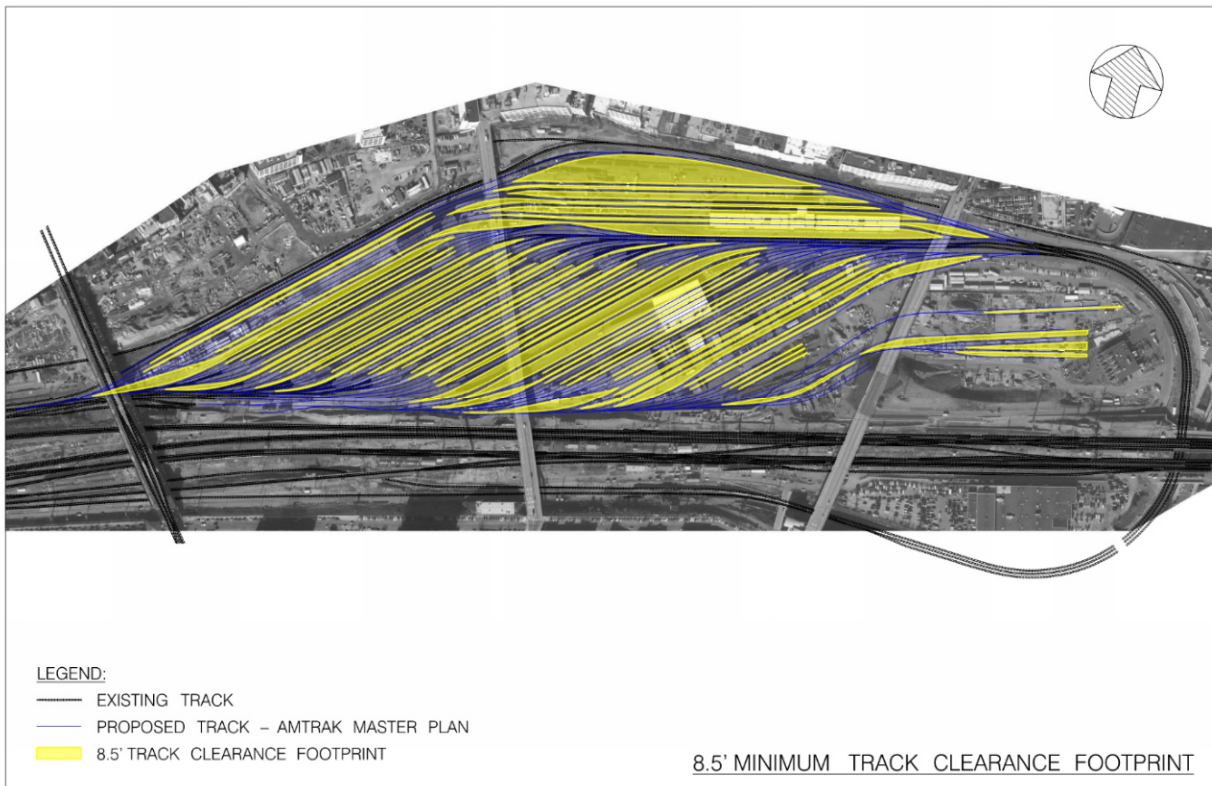 LEGEND:
EXISTING TRACK
PROPOSED TRACK – AMTRAK MASTER PLAN
8.5' TRACK CLEARANCE FOOTPRINT
8.5' MINIMUM TRACK CLEARANCE FOOTPRINT